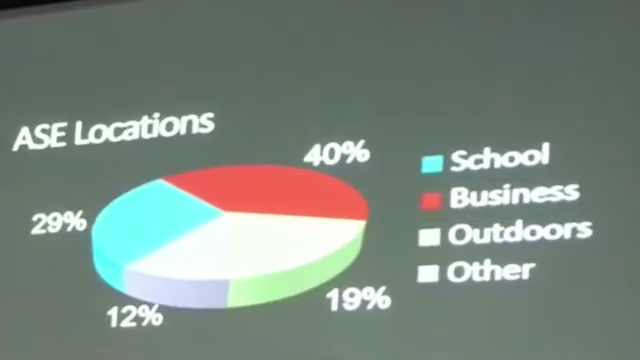 ASE Locations
40%
29%
19%
12%
School
Business
Outdoors
Other